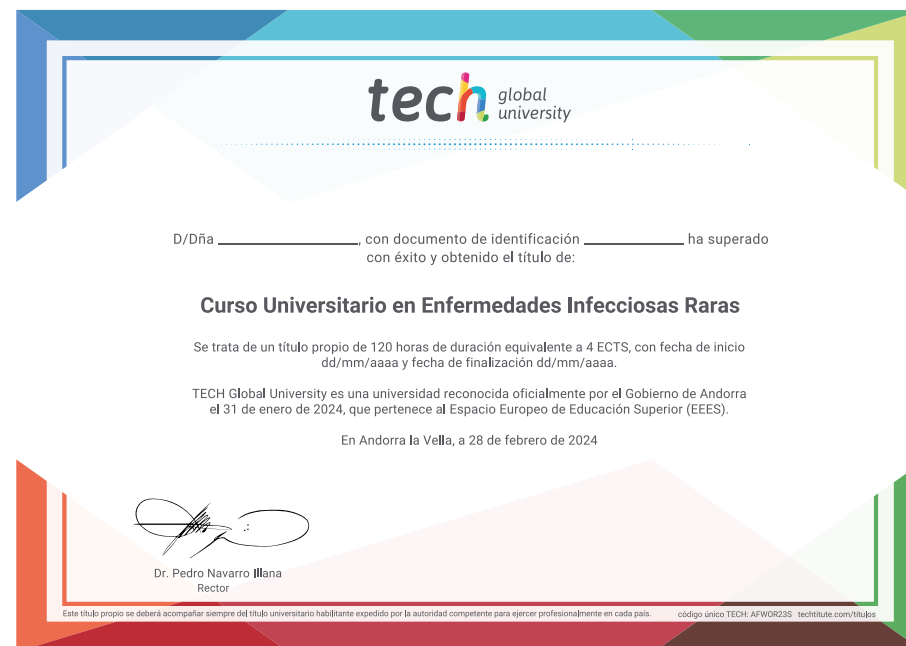 tech global university
D/Dña ______________________, con documento de identificación ______________ ha superado
con éxito y obtenido el título de:
Curso Universitario en Enfermedades Infecciosas Raras
Se trata de un título propio de 120 horas de duración equivalente a 4 ECTS, con fecha de inicio
dd/mm/aaaa y fecha de finalización dd/mm/aaaa.
TECH Global University es una universidad reconocida oficialmente por el Gobierno de Andorra
el 31 de enero de 2024, que pertenece al Espacio Europeo de Educación Superior (EEES).
En Andorra la Vella, a 28 de febrero de 2024
Dr. Pedro Navarro Illana
Rector
Este título propio se deberá acompañar siempre del título universitario habilitante expedido por la autoridad competente para ejercer profesionalmente en cada país. código único TECH: AFWOR23S techtitute.com/titulos